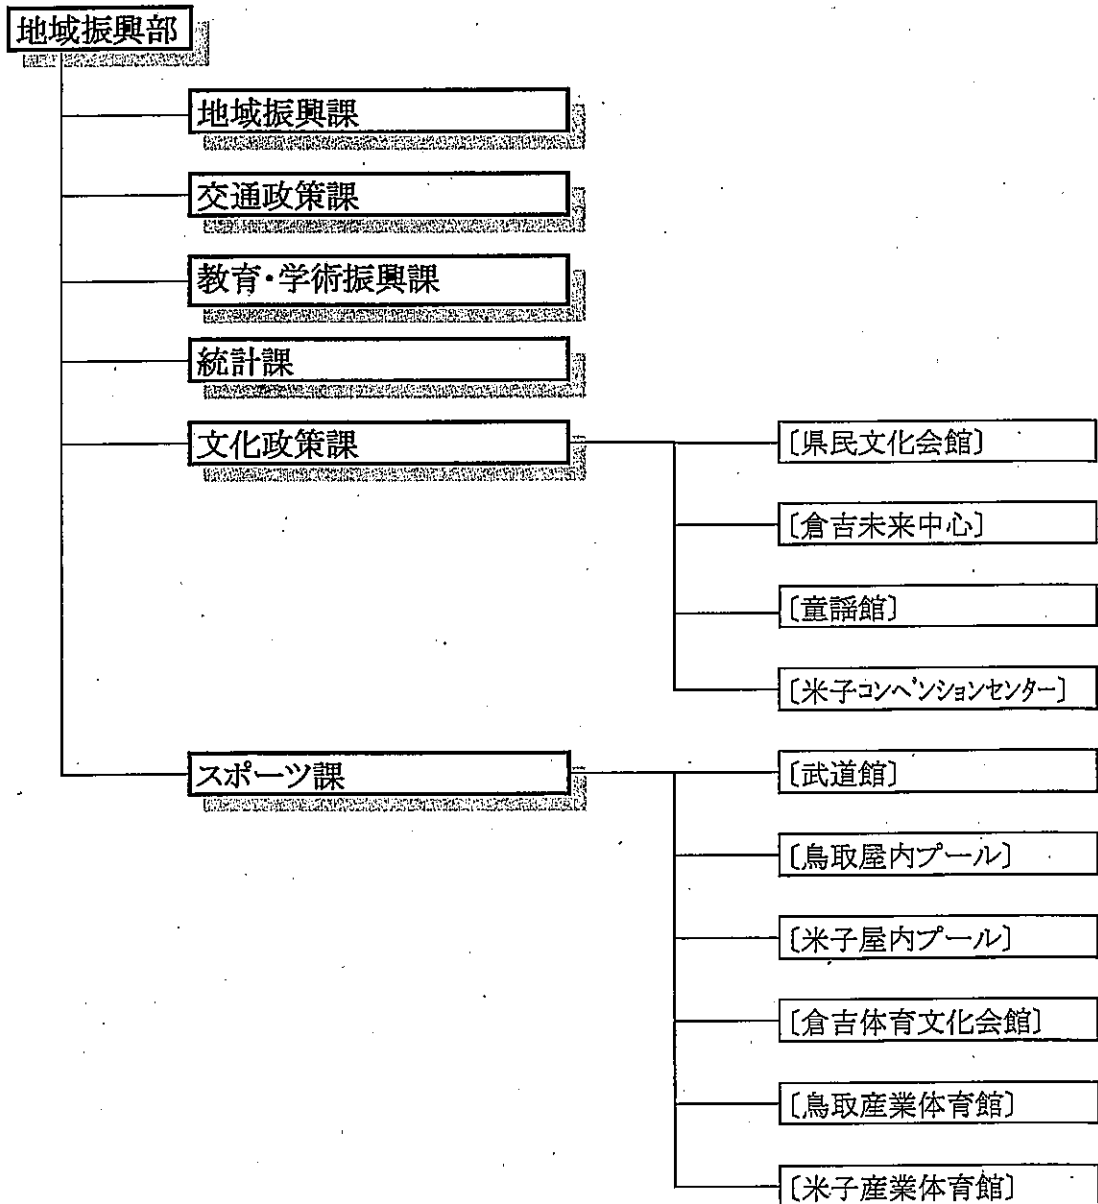 地域振興部
地域振興課
交通政策課
教育・学術振興課
統計課
文化政策課
〔県民文化会館〕
〔倉吉未来中心〕
〔童謡館〕
〔米子コンベンションセンター〕
スポーツ課
〔武道館〕
〔鳥取屋内プール〕
〔米子屋内プール〕
〔倉吉体育文化会館〕
〔鳥取産業体育館〕
〔米子産業体育館〕